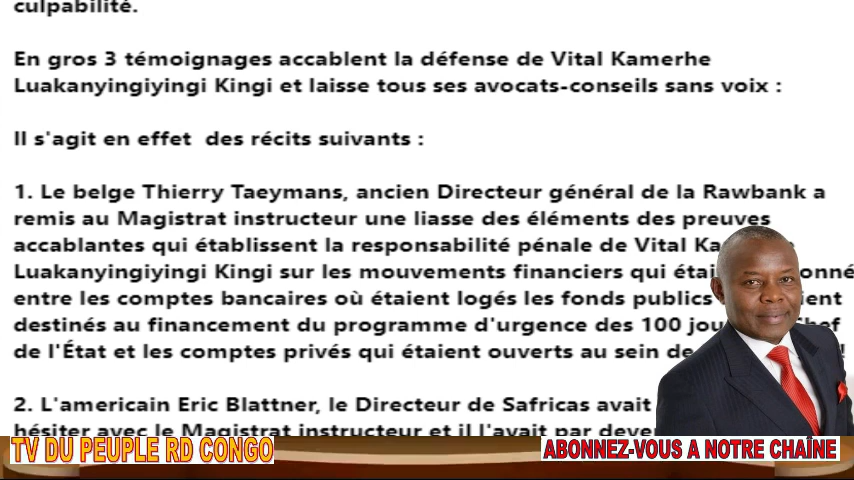 culpabilité.
En gros 3 témoignages accablent la défense de Vital Kamerhe
Luakanyingiyingi Kingi et laisse tous ses avocats-conseils sans voix :
Il s'agit en effet des récits suivants :
1. Le belge Thierry Taeymans, ancien Directeur général de la Rawbank a
remis au Magistrat instructeur une liasse des éléments des preuves
accablantes qui établissent la responsabilité pénale de Vital
Luakanyingiyingi Kingi sur les mouvements financiers qui
entre les comptes bancaires où étaient logés les fonds publics
destinés au financement du programme d'urgence des 100
de l'État et les comptes privés qui étaient ouverts au sein de !
2. L'americain Eric Blattner, le Directeur de Safricas avait
hésiter avec le Magistrat instructeur et il l'avait par
TV DU PEUPLE RD CONGO
ABONNEZ-VOUS A NOTRE CHAÎNE